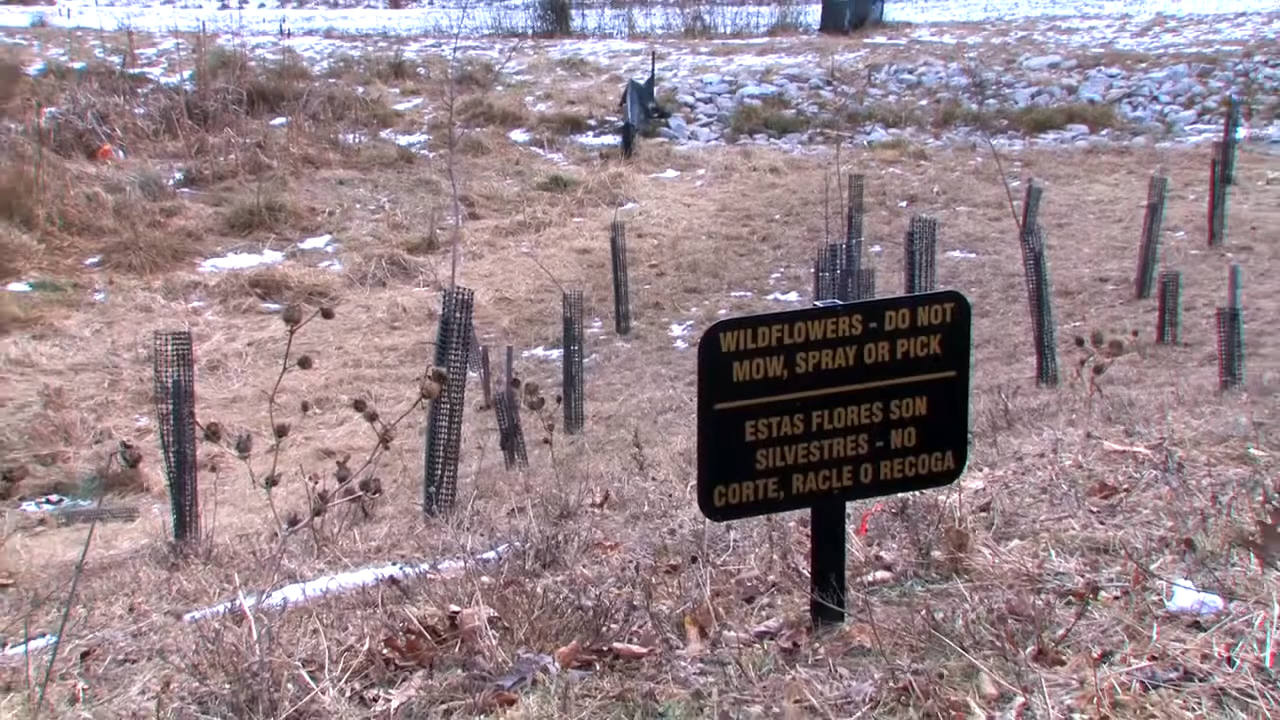 WILDFLOWERS - DO NOT
MOW, SPRAY OR PICK
ESTAS FLORES SON
SILVESTRES - NO
CORTE, RACLE O RECOGA